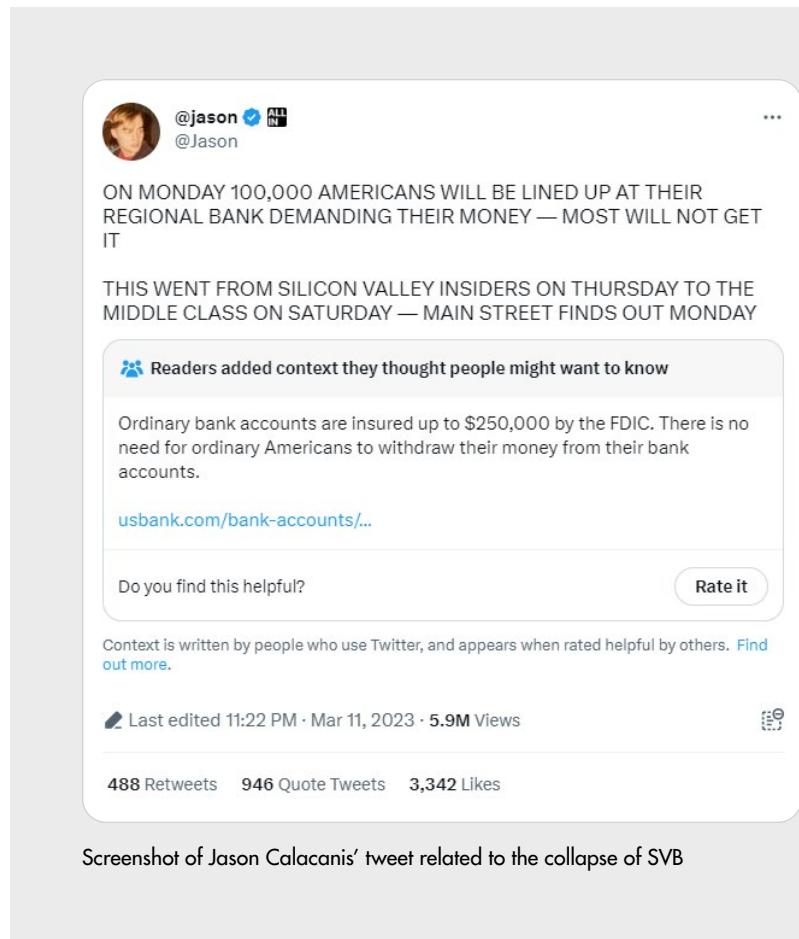 @jason ALL IN
@Jason
ON MONDAY 100,000 AMERICANS WILL BE LINED UP AT THEIR
REGIONAL BANK DEMANDING THEIR MONEY — MOST WILL NOT GET
IT
THIS WENT FROM SILICON VALLEY INSIDERS ON THURSDAY TO THE
MIDDLE CLASS ON SATURDAY — MAIN STREET FINDS OUT MONDAY
Readers added context they thought people might want to know
Ordinary bank accounts are insured up to $250,000 by the FDIC. There is no
need for ordinary Americans to withdraw their money from their bank
accounts.
usbank.com/bank-accounts/...
Do you find this helpful? Rate it
Context is written by people who use Twitter, and appears when rated helpful by others. Find
out more.
Last edited 11:22 PM · Mar 11, 2023 · 5.9M Views
488 Retweets 946 Quote Tweets 3,342 Likes
Screenshot of Jason Calacanis’ tweet related to the collapse of SVB